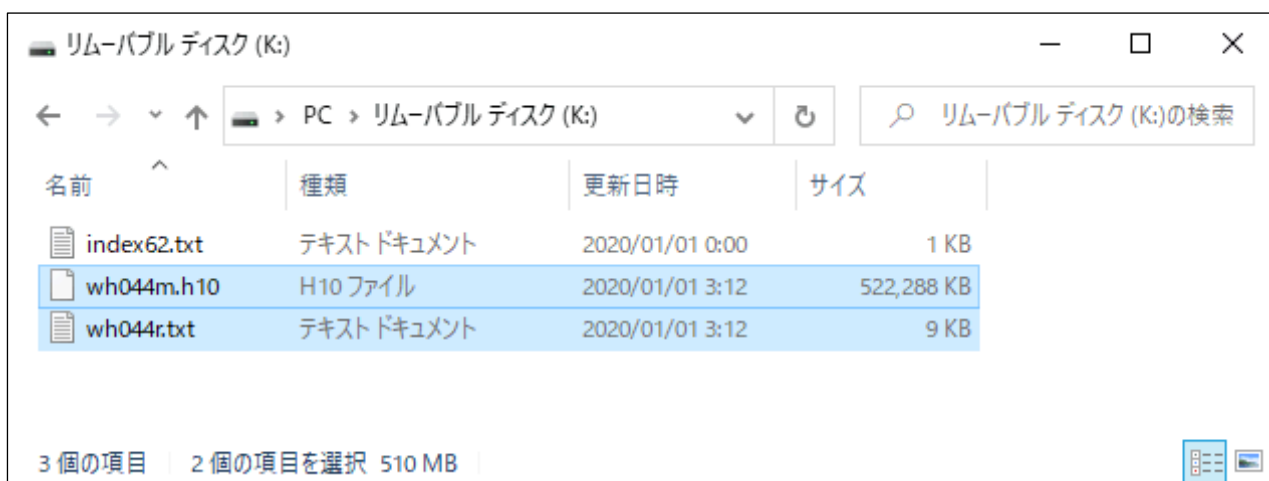 リムーバブル ディスク (K:)
PC › リムーバブル ディスク (K:)
リムーバブル ディスク (K:)の検索
名前 種類 更新日時 サイズ
index62.txt テキスト ドキュメント 2020/01/01 0:00 1 KB
wh044m.h10 H10 ファイル 2020/01/01 3:12 522,288 KB
wh044r.txt テキスト ドキュメント 2020/01/01 3:12 9 KB
3 個の項目 2 個の項目を選択 510 MB